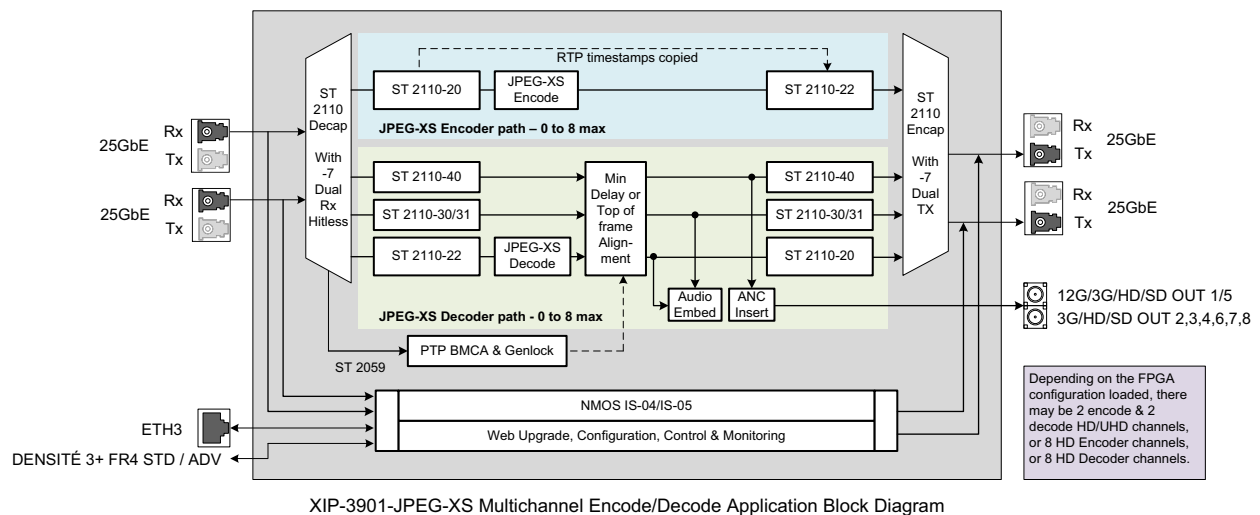 RTP timestamps copied
ST 2110-20
JPEG-XS
Encode
ST 2110-22
JPEG-XS Encoder path – 0 to 8 max
ST
2110
Decap
With
-7
Dual
Rx
Hitless
ST
2110
Encap
With
-7
Dual
TX
25GbE
Rx
Tx
25GbE
Rx
Tx
Rx
Tx
25GbE
Rx
Tx
25GbE
ST 2110-40
ST 2110-30/31
ST 2110-22
JPEG-XS
Decode
Min
Delay or
Top of
frame
Align-
ment
ST 2110-40
ST 2110-30/31
ST 2110-20
Audio
Embed
ANC
Insert
JPEG-XS Decoder path - 0 to 8 max
12G/3G/HD/SD OUT 1/5
3G/HD/SD OUT 2,3,4,6,7,8
PTP BMCA & Genlock
ST 2059
NMOS IS-04/IS-05
Web Upgrade, Configuration, Control & Monitoring
ETH3
DENSITÉ 3+ FR4 STD / ADV
Depending on the FPGA
configuration loaded, there
may be 2 encode & 2
decode HD/UHD channels,
or 8 HD Encoder channels,
or 8 HD Decoder channels.
XIP-3901-JPEG-XS Multichannel Encode/Decode Application Block Diagram